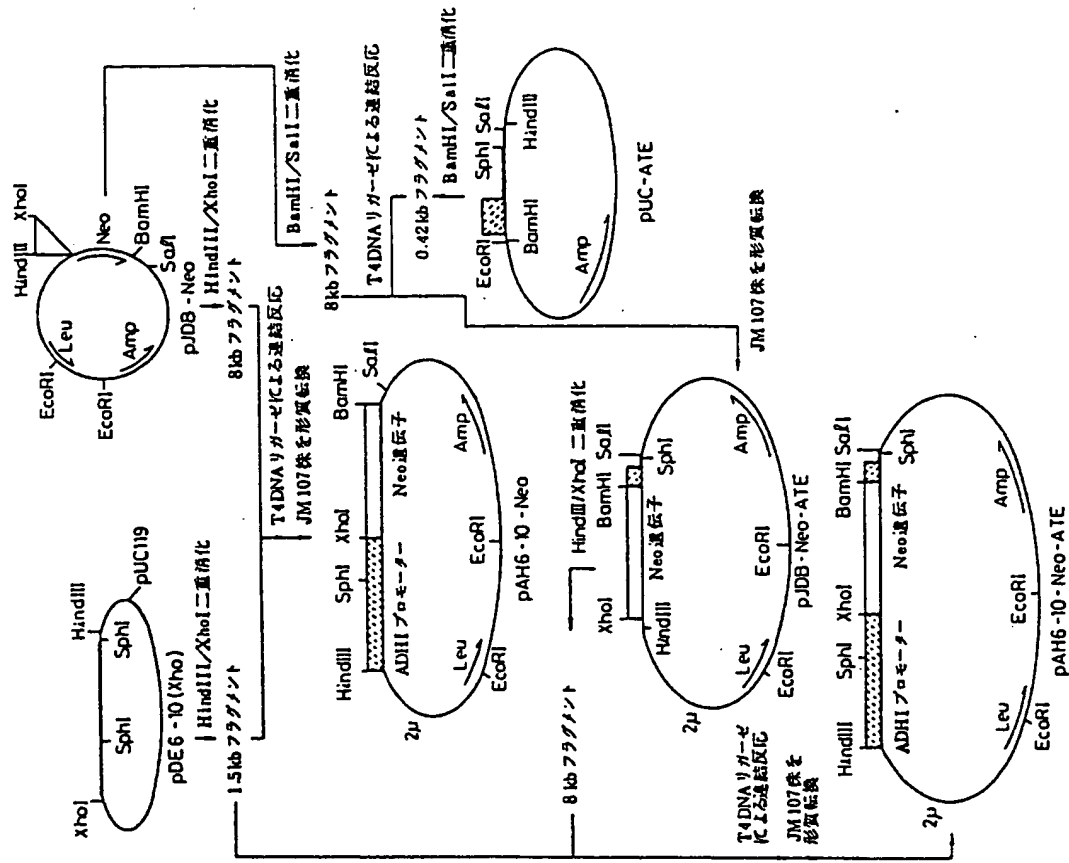 XhoI
HindIII
SphI
SphI
pUC119
pDE6-10(Xho)
HindIII/XhoI二重消化
1.5kbフラグメント
HindIII
XhoI
EcoRI
Leu
Neo
BamHI
SalI
EcoRI
Amp
pJDB-Neo
HindIII/XhoI二重消化
8kbフラグメント
T4DNAリガーゼによる連結反応
JM107株を形質転換
BamHI/SalI二重消化
8kbフラグメント
T4DNAリガーゼによる連結反応
0.42kbフラグメント
BamHI/SalI二重消化
EcoRI
SphI
SalI
BamHI
HindIII
Amp
pUC-ATE
JM107株を形質転換
HindIII
SphI
XhoI
BamHI
SalI
ADHIプロモーター
Neo遺伝子
2μ
Leu
Amp
EcoRI
EcoRI
pAH6-10-Neo
HindIII/XhoI二重消化
8kbフラグメント
XhoI
BamHI
SalI
HindIII
Neo遺伝子
SphI
2μ
Leu
Amp
EcoRI
EcoRI
pJDB-Neo-ATE
T4DNAリガーゼ
による連結反応
JM107株を
形質転換
HindIII
SphI
XhoI
BamHI
SalI
ADHIプロモーター
Neo遺伝子
SphI
2μ
Leu
Amp
EcoRI
EcoRI
pAH6-10-Neo-ATE